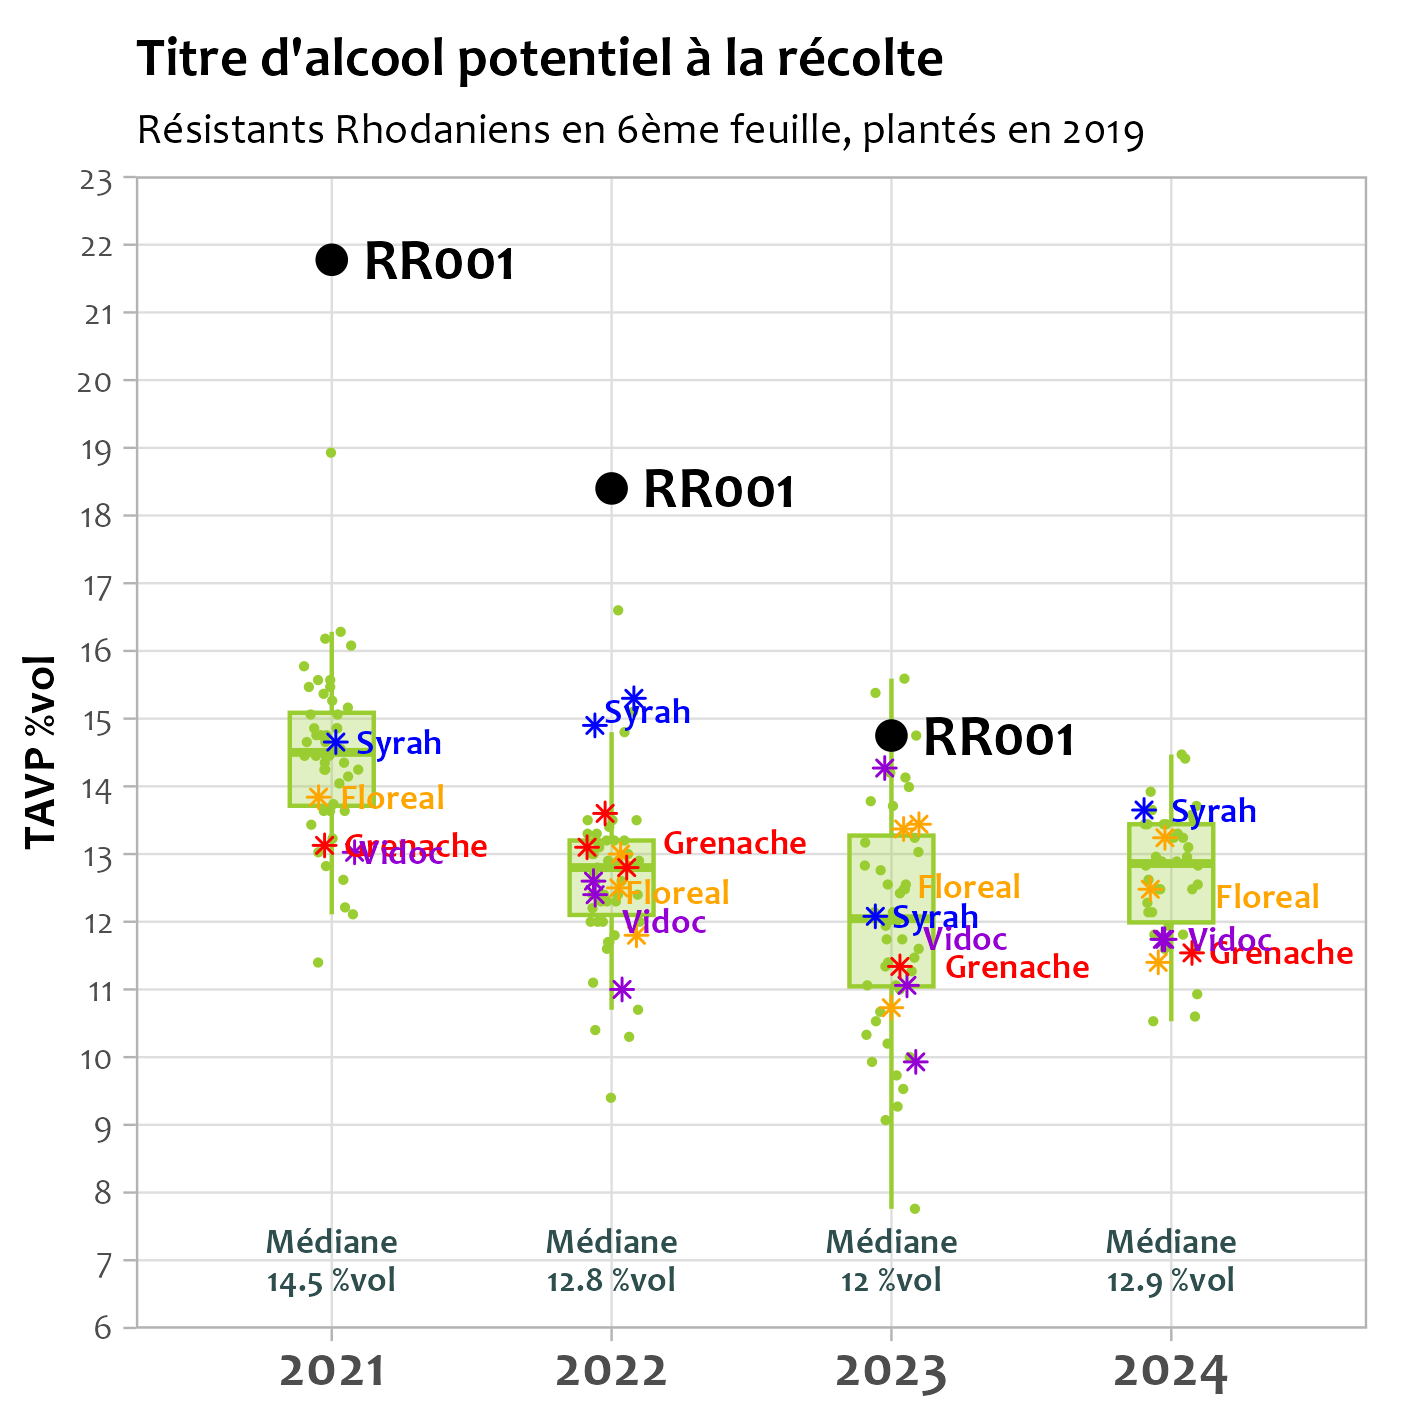 Titre d'alcool potentiel à la récolte
Résistants Rhodaniens en 6ème feuille, plantés en 2019
TAVP %vol
23
22
21
20
19
18
17
16
15
14
13
12
11
10
9
8
7
6
RR001
Syrah
Floreal
Grenache
Vidoc
RR001
Syrah
Grenache
Floreal
Vidoc
RR001
Floreal
Syrah
Vidoc
Grenache
Syrah
Floreal
Vidoc
Grenache
Médiane
14.5 %vol
Médiane
12.8 %vol
Médiane
12 %vol
Médiane
12.9 %vol
2021
2022
2023
2024